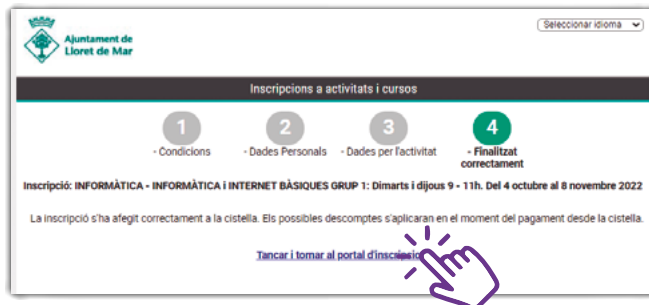 Ajuntament de
Lloret de Mar
Seleccionar idioma
Inscripcions a activitats i cursos
1
- Condicions
2
- Dades Personals
3
- Dades per l'activitat
4
- Finalitzat
correctament
Inscripció: INFORMÀTICA - INFORMÀTICA i INTERNET BÀSIQUES GRUP 1: Dimarts i dijous 9 - 11h. Del 4 octubre al 8 novembre 2022
La inscripció s'ha afegit correctament a la cistella. Els possibles descomptes s'aplicaran en el moment del pagament desde la cistella.
Tancar i tornar al portal d'inscripcio